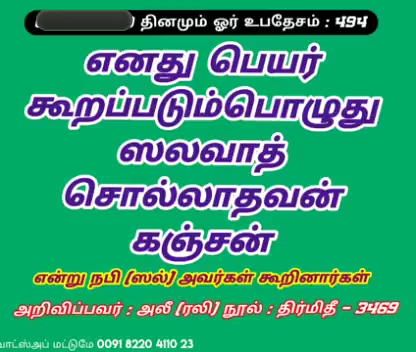 தினமும் ஓர் உபதேசம் : 494
எனது பெயர்
கூறப்படும்பொழுது
ஸலவாத்
சொல்லாதவன்
கஞ்சன்
என்று நபி (ஸல்) அவர்கள் கூறினார்கள்
அறிவிப்பவர் : அலீ (ரலி) நூல் : திர்மிதீ - 3469
வாட்ஸ்அப் மட்டுமே 0091 8220 4110 23